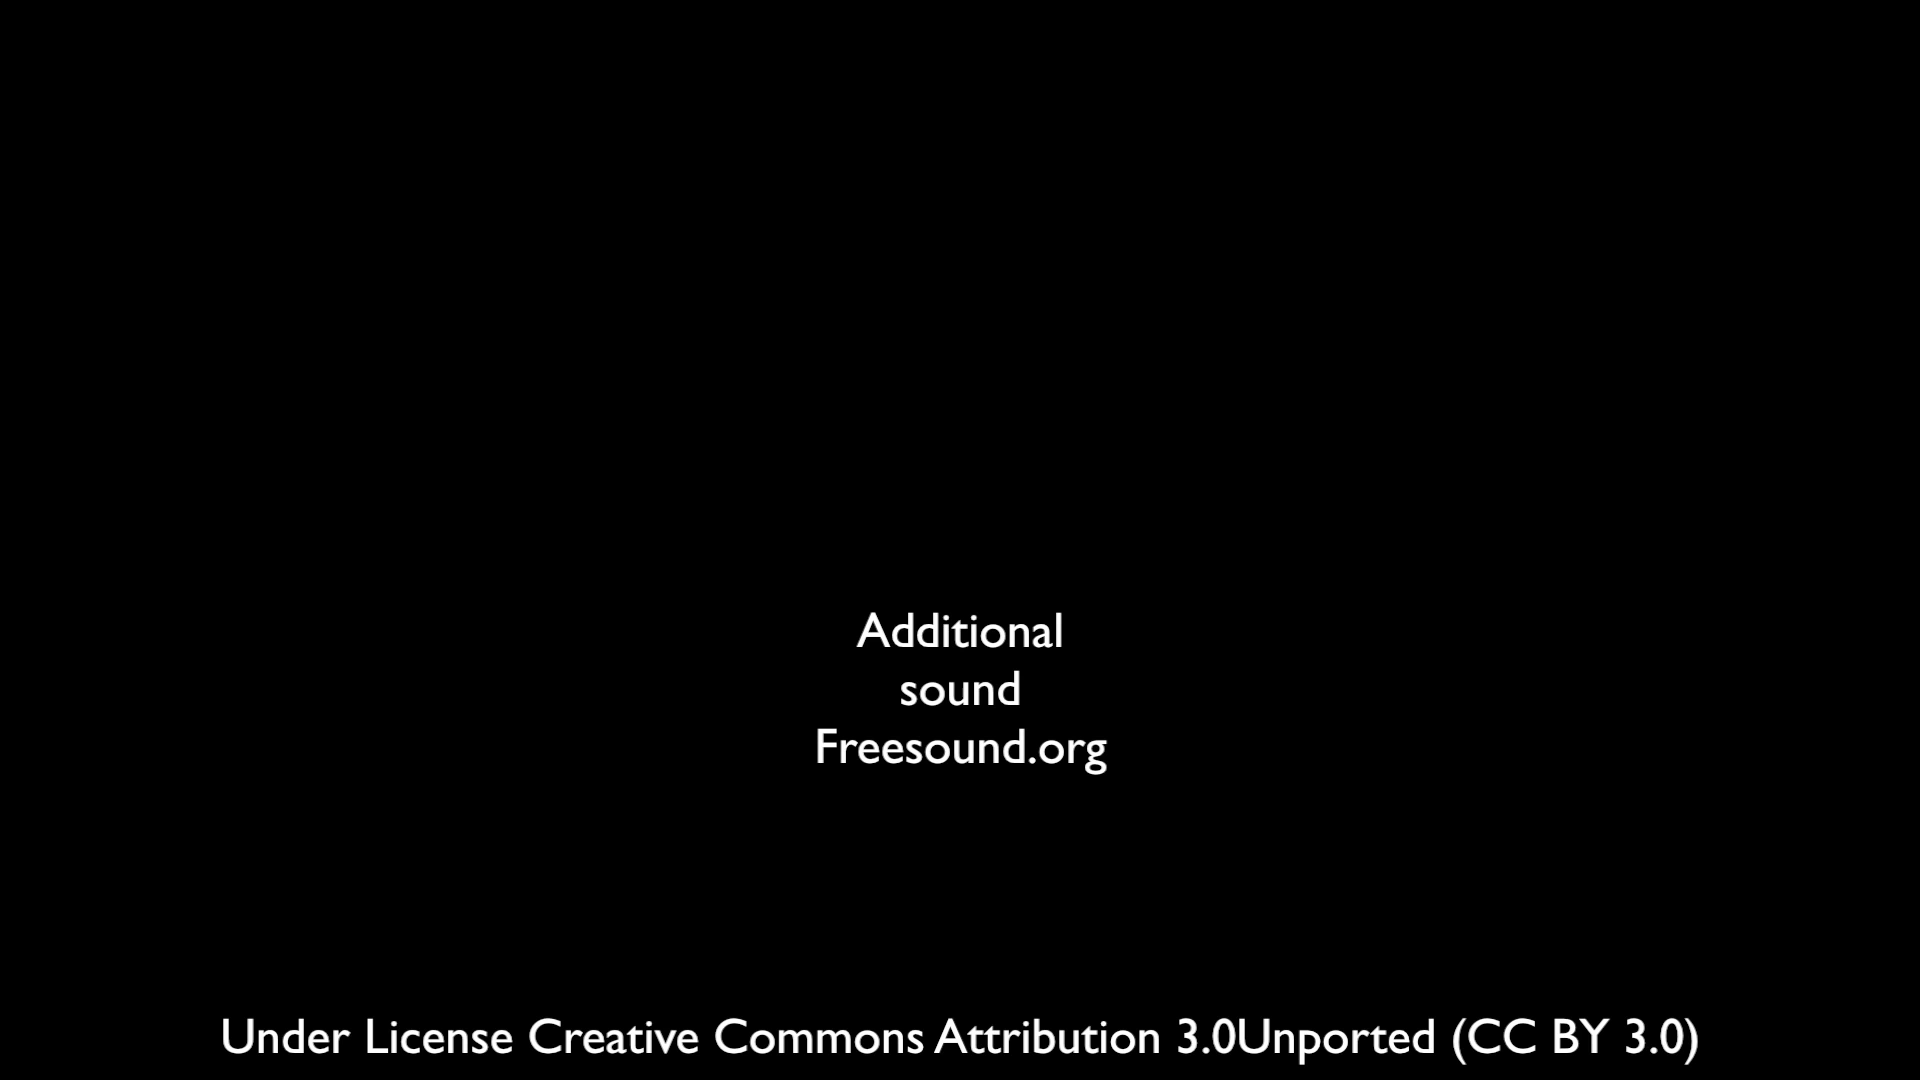 Additional
sound
Freesound.org
Under License Creative Commons Attribution 3.0Unported (CC BY 3.0)